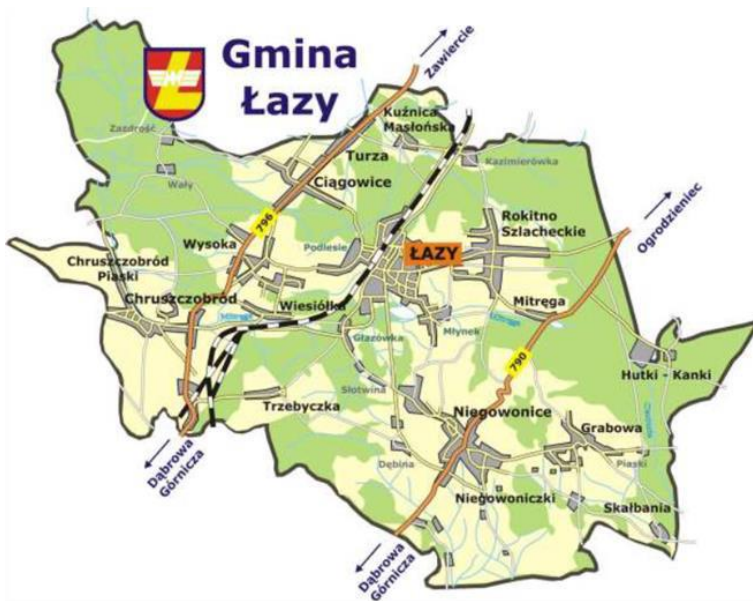 Gmina
Łazy
Zawiercie
Kuźnica
Masłońska
Zazdrość
Turza
Kazimierówka
Ciągowice
Wały
Ogrodzieniec
Rokitno
Szlacheckie
796
Wysoka
Podlesie
ŁAZY
Chruszczobród
Piaski
Chruszczobród
Wiesiółka
Mitręga
Mitręga
Mitręga
Młynek
Głazówka
790
Hutki - Kanki
Słotwina
Trzebyczka
Niegowonice
Grabowa
Dębina
Piaski
Dąbrowa
Górnicza
Niegowoniczki
Skałbania
Dąbrowa
Górnicza